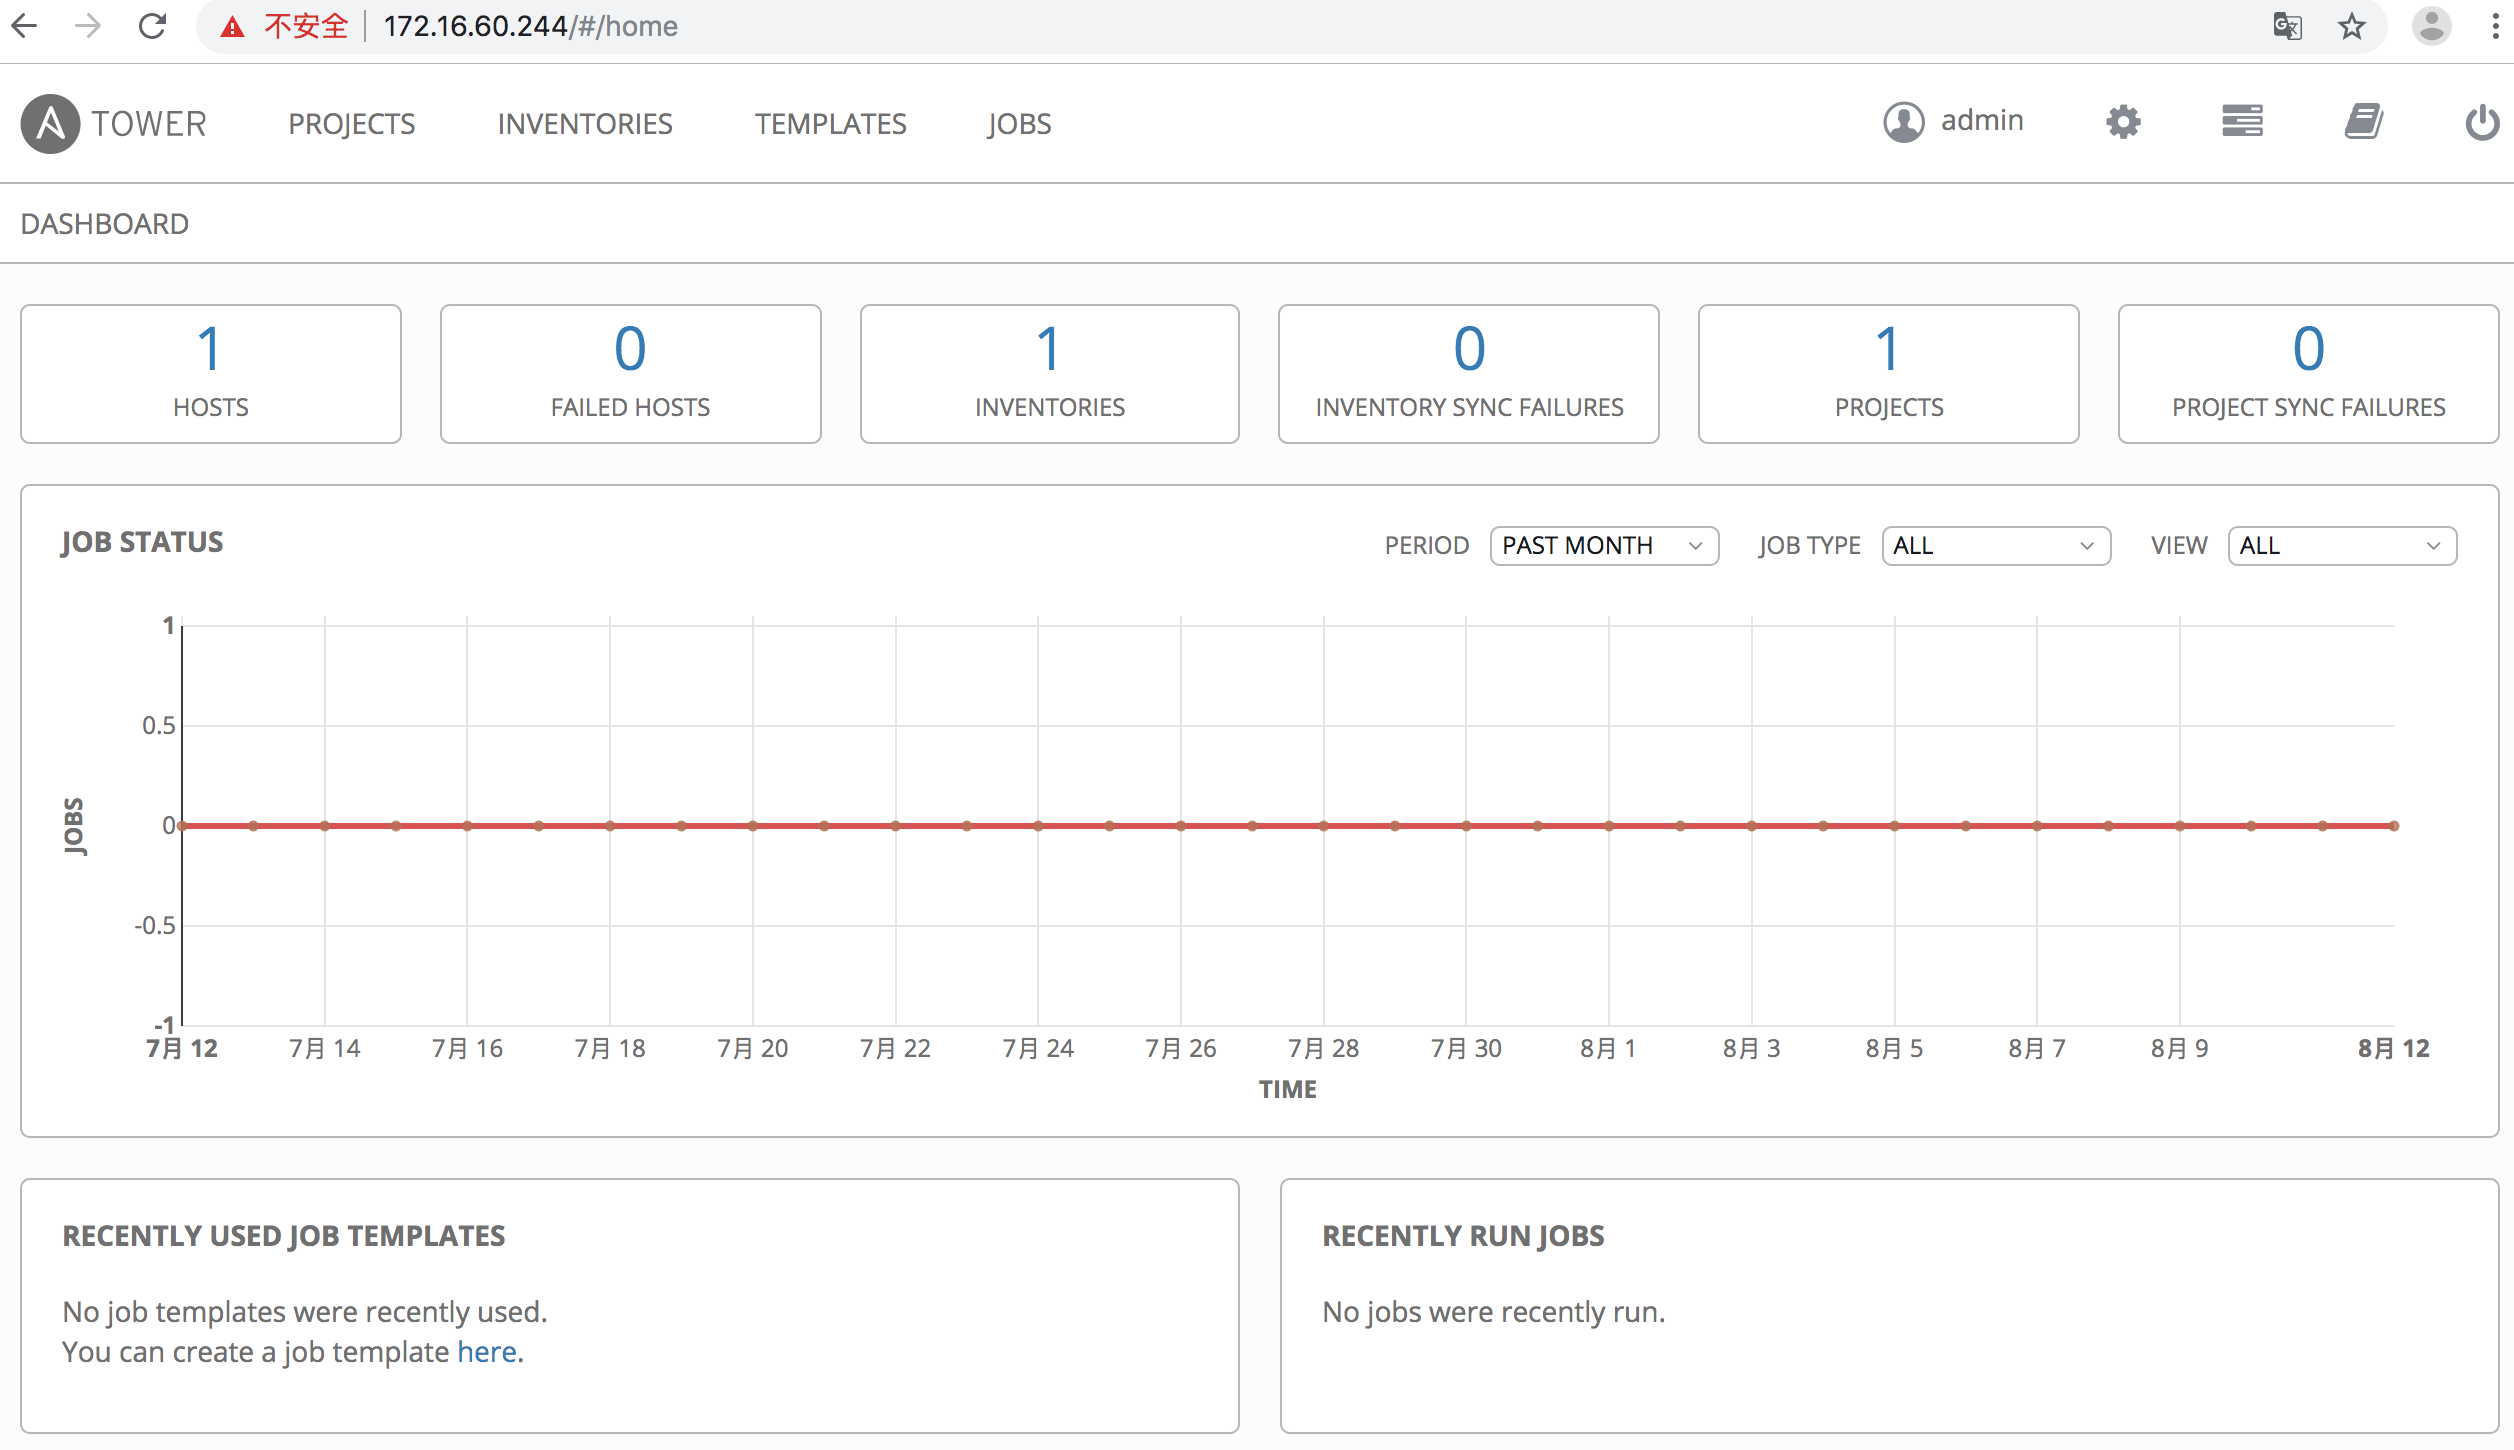 不安全 172.16.60.244/#/home
TOWER PROJECTS INVENTORIES TEMPLATES JOBS admin
DASHBOARD
1 0 1 0 1 0
HOSTS FAILED HOSTS INVENTORIES INVENTORY SYNC FAILURES PROJECTS PROJECT SYNC FAILURES
JOB STATUS PERIOD PAST MONTH JOB TYPE ALL VIEW ALL
1
0.5
0
-0.5
-1
JOBS
7月 12 7月 14 7月 16 7月 18 7月 20 7月 22 7月 24 7月 26 7月 28 7月 30 8月 1 8月 3 8月 5 8月 7 8月 9 8月 12
TIME
RECENTLY USED JOB TEMPLATES
No job templates were recently used.
You can create a job template here.
RECENTLY RUN JOBS
No jobs were recently run.